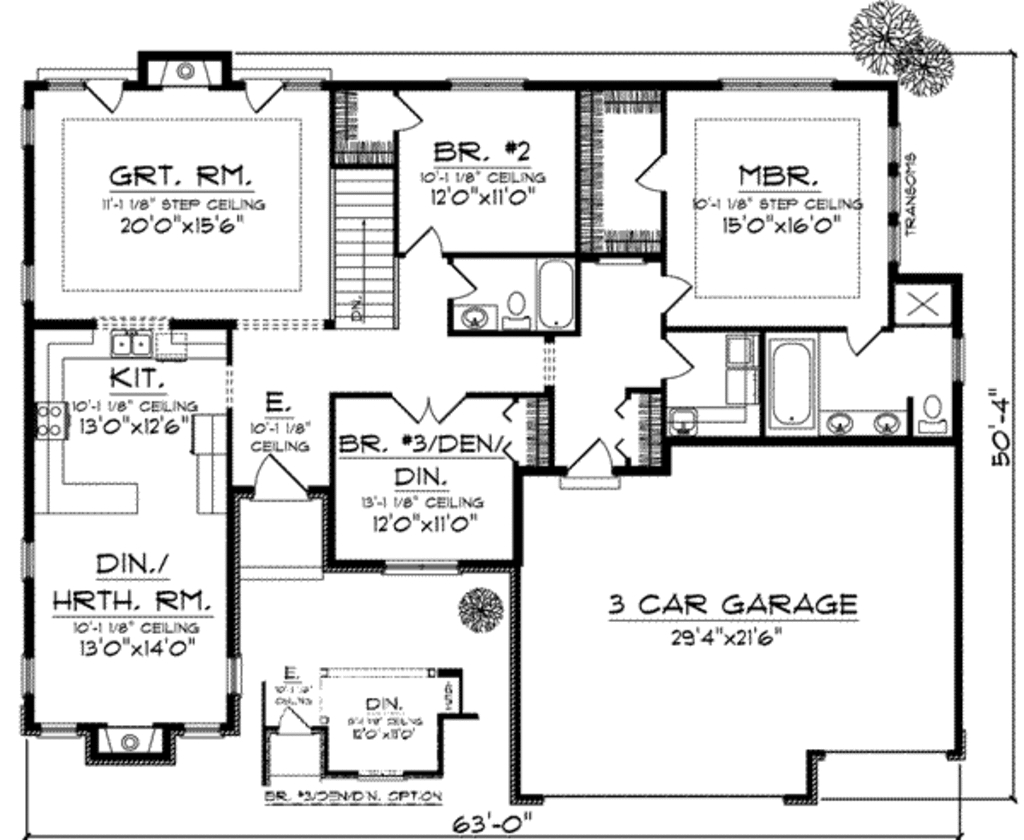 GRT. RM.
11'-1 1/8" STEP CEILING
20'0"x15'6"
BR. #2
10'-1 1/8" CEILING
12'0"x11'0"
MBR.
10'-1 1/8" STEP CEILING
15'0"x16'0"
TRANSOMS
DN.
KIT.
10'-1 1/8" CEILING
13'0"x12'6"
E.
10'-1 1/8"
CEILING
BR. #3/DEN/
DIN.
13'-1 1/8" CEILING
12'0"x11'0"
50'-4"
DIN./
HRTH. RM.
10'-1 1/8" CEILING
13'0"x14'0"
3 CAR GARAGE
29'4"x21'6"
E.
10'-1 1/8"
CEILING
DIN.
CEILING
12'0"x11'0"
BR. #3/DEN/DIN. OPTION
63'-0"